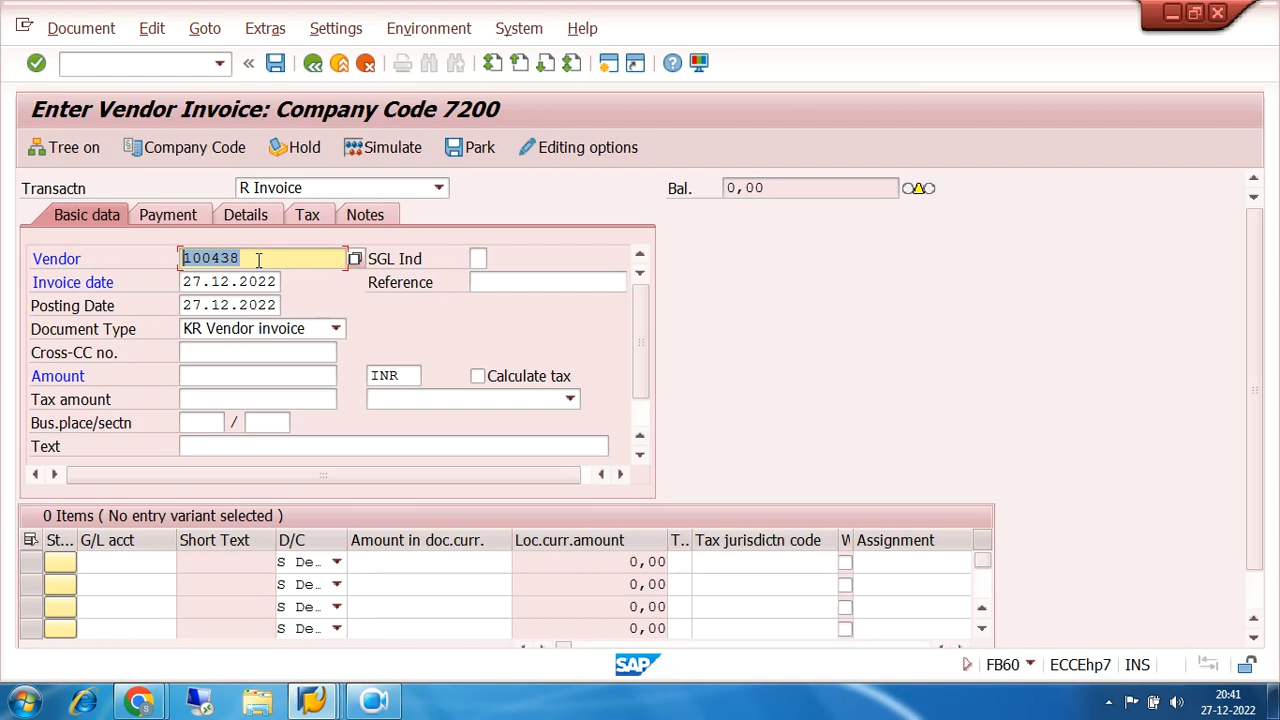 Document Edit Goto Extras Settings Environment System Help
Enter Vendor Invoice: Company Code 7200
Tree on Company Code Hold Simulate Park Editing options
Transactn R Invoice Bal. 0,00
Basic data Payment Details Tax Notes
Vendor 100438 SGL Ind
Invoice date 27.12.2022 Reference
Posting Date 27.12.2022
Document Type KR Vendor invoice
Cross-CC no.
Amount INR Calculate tax
Tax amount
Bus.place/sectn /
Text
0 Items ( No entry variant selected )
St... G/L acct Short Text D/C Amount in doc.curr. Loc.curr.amount T.. Tax jurisdictn code W Assignment
S De.. 0,00
S De.. 0,00
S De.. 0,00
S De.. 0,00
SAP FB60 ECCEhp7 INS
20:41
27-12-2022